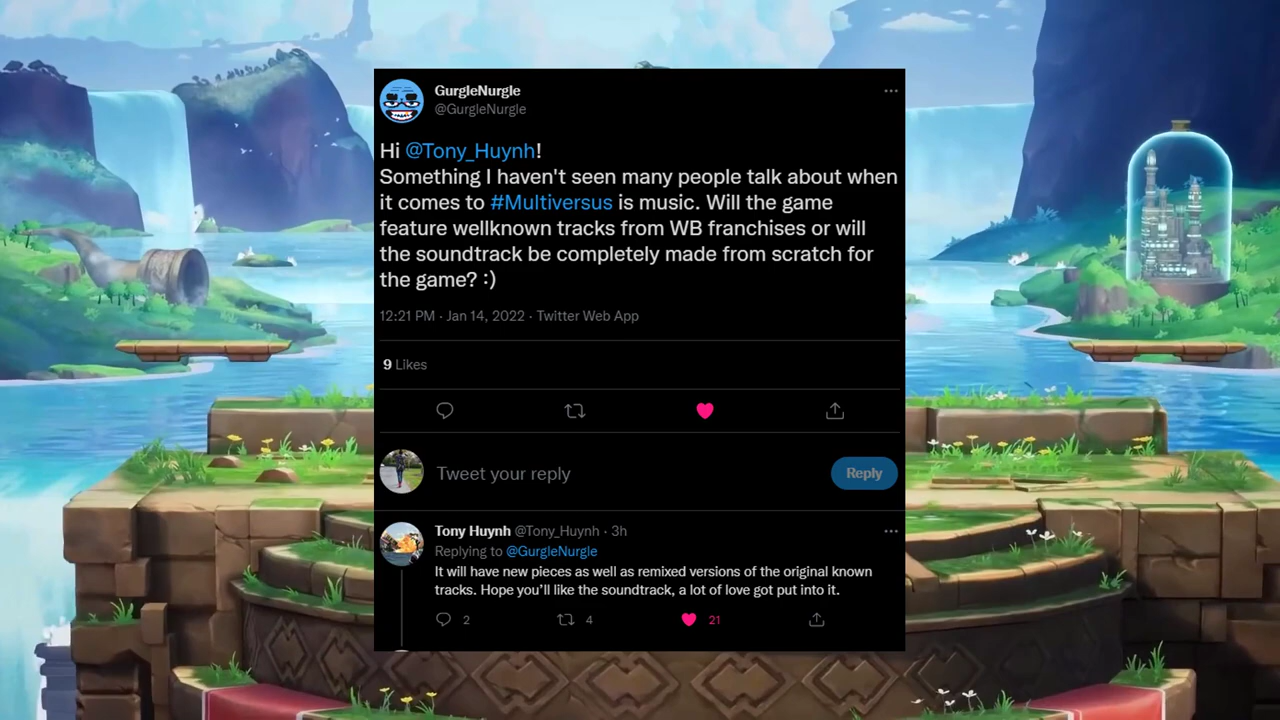 GurgleNurgle
@GurgleNurgle
Hi @Tony_Huynh!
Something I haven't seen many people talk about when
it comes to #Multiversus is music. Will the game
feature wellknown tracks from WB franchises or will
the soundtrack be completely made from scratch for
the game? :)
12:21 PM · Jan 14, 2022 · Twitter Web App
9 Likes
Tweet your reply
Reply
Tony Huynh @Tony_Huynh · 3h
Replying to @GurgleNurgle
It will have new pieces as well as remixed versions of the original known
tracks. Hope you’ll like the soundtrack, a lot of love got put into it.
2 4 21